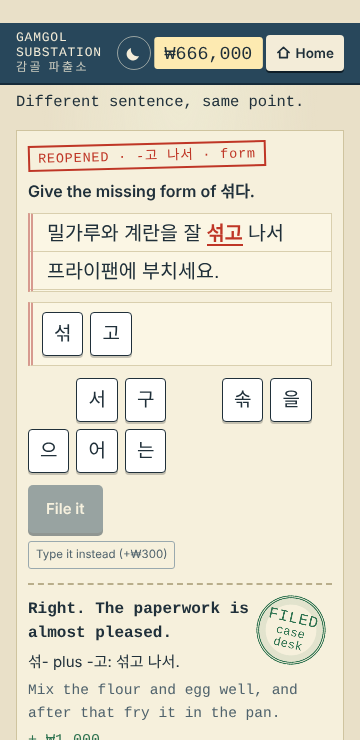 GAMGOL
SUBSTATION
감골 파출소
₩666,000
Home
Different sentence, same point.
REOPENED · -고 나서 · form
Give the missing form of 섞다.
밀가루와 계란을 잘 섞고 나서
프라이팬에 부치세요.
섞 고
서 구 솎 을
으 어 는
File it
Type it instead (+₩300)
Right. The paperwork is
almost pleased.
FILED
case
desk
섞- plus -고: 섞고 나서.
Mix the flour and egg well, and
after that fry it in the pan.
+ ₩1,000